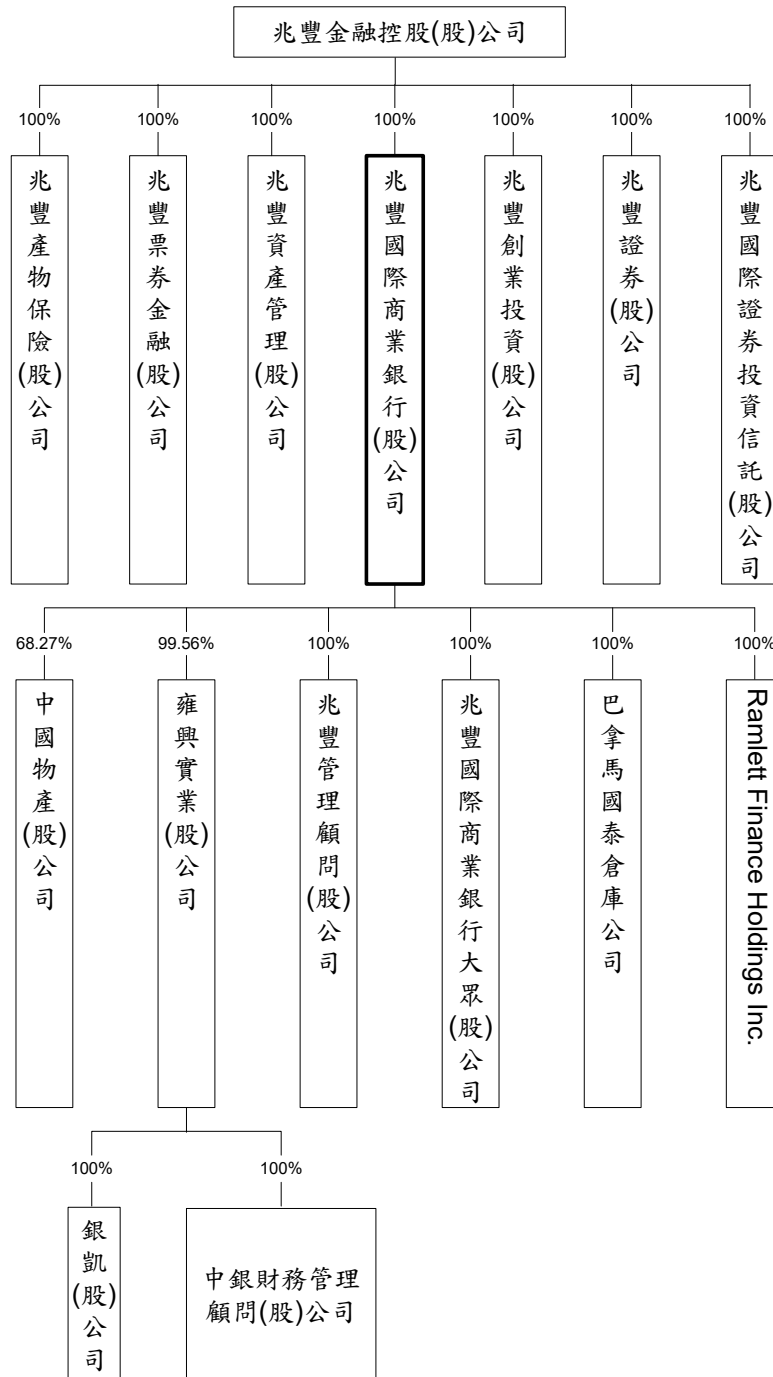 兆豐金融控股(股)公司
100%
100%
100%
100%
100%
100%
100%
兆豐產物保險(股)公司
兆豐票券金融(股)公司
兆豐資產管理(股)公司
兆豐國際商業銀行(股)公司
兆豐創業投資(股)公司
兆豐證券(股)公司
兆豐國際證券投資信託(股)公司
68.27%
99.56%
100%
100%
100%
100%
中國物產(股)公司
雍興實業(股)公司
兆豐管理顧問(股)公司
兆豐國際商業銀行大眾(股)公司
巴拿馬國泰倉庫公司
Ramlett Finance Holdings Inc.
100%
100%
銀凱(股)公司
中銀財務管理
顧問(股)公司